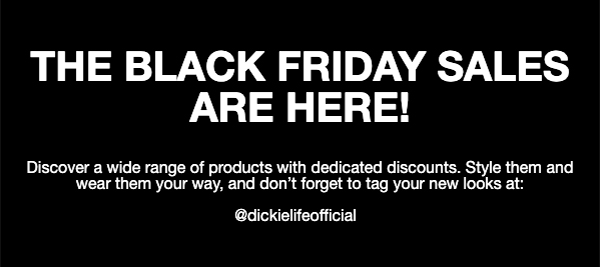 THE BLACK FRIDAY SALES
ARE HERE!
Discover a wide range of products with dedicated discounts. Style them and
wear them your way, and don't forget to tag your new looks at:
@dickielifeofficial